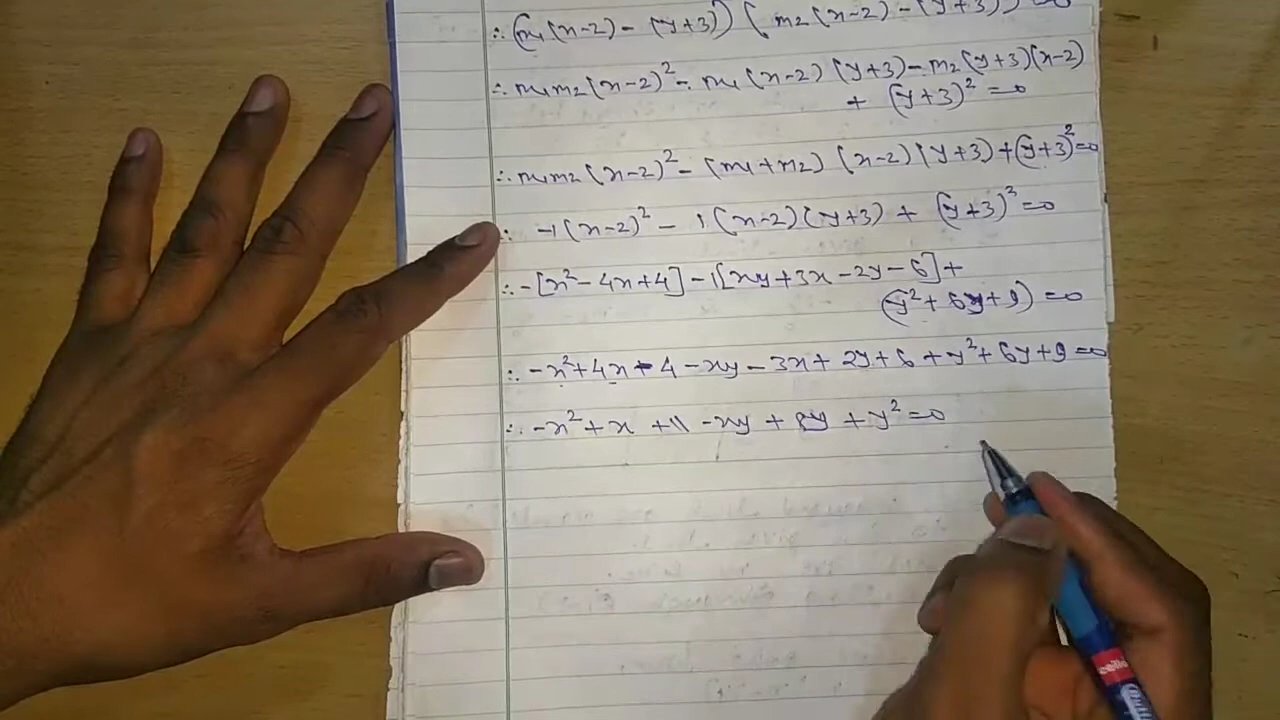 ∴ (m₁(x-2) - (y+3)) (m₂(x-2) - (y+3)) = 0
∴ m₁m₂(x-2)² - m₁(x-2)(y+3) - m₂(y+3)(x-2)
+ (y+3)² = 0
∴ m₁m₂(x-2)² - (m₁+m₂)(x-2)(y+3) + (y+3)² = 0
∴ -1(x-2)² - 1(x-2)(y+3) + (y+3)² = 0
∴ -[x² - 4x + 4] - 1[xy + 3x - 2y - 6] +
(y² + 6y + 9) = 0
∴ -x² + 4x - 4 - xy - 3x + 2y + 6 + y² + 6y + 9 = 0
∴ -x² + x + 11 - xy + 8y + y² = 0
cello